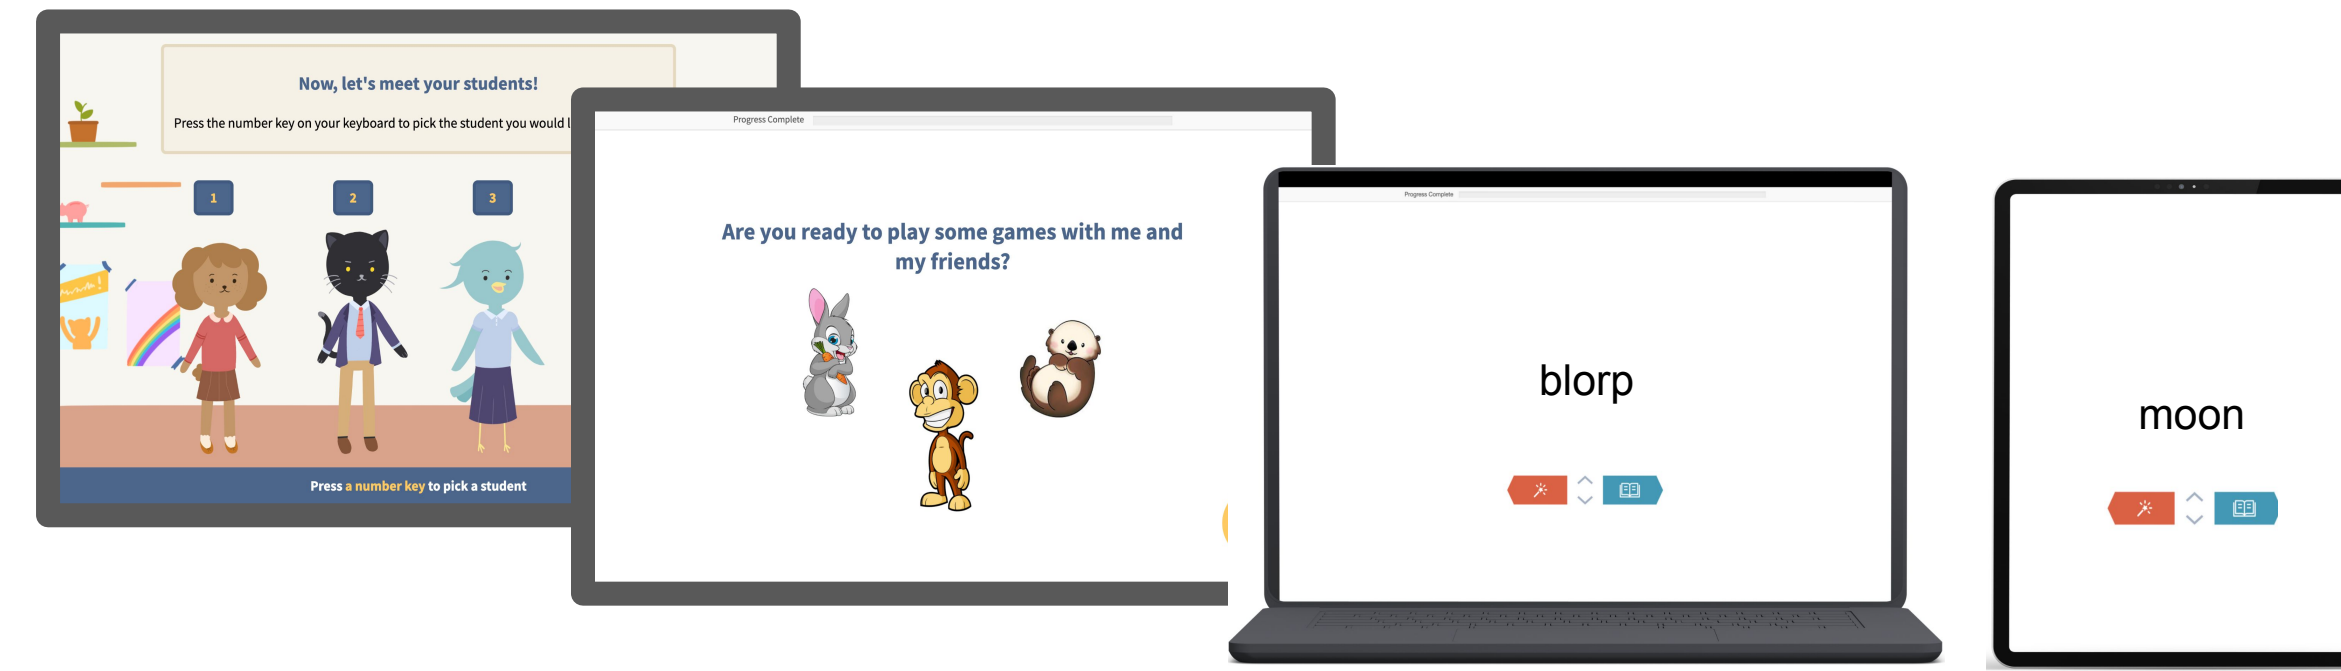 Now, let's meet your students!
Press the number key on your keyboard to pick the student you would
1
2
3
Press a number key to pick a student
Progress Complete
Are you ready to play some games with me and
my friends?
Progress Complete
blorp
moon